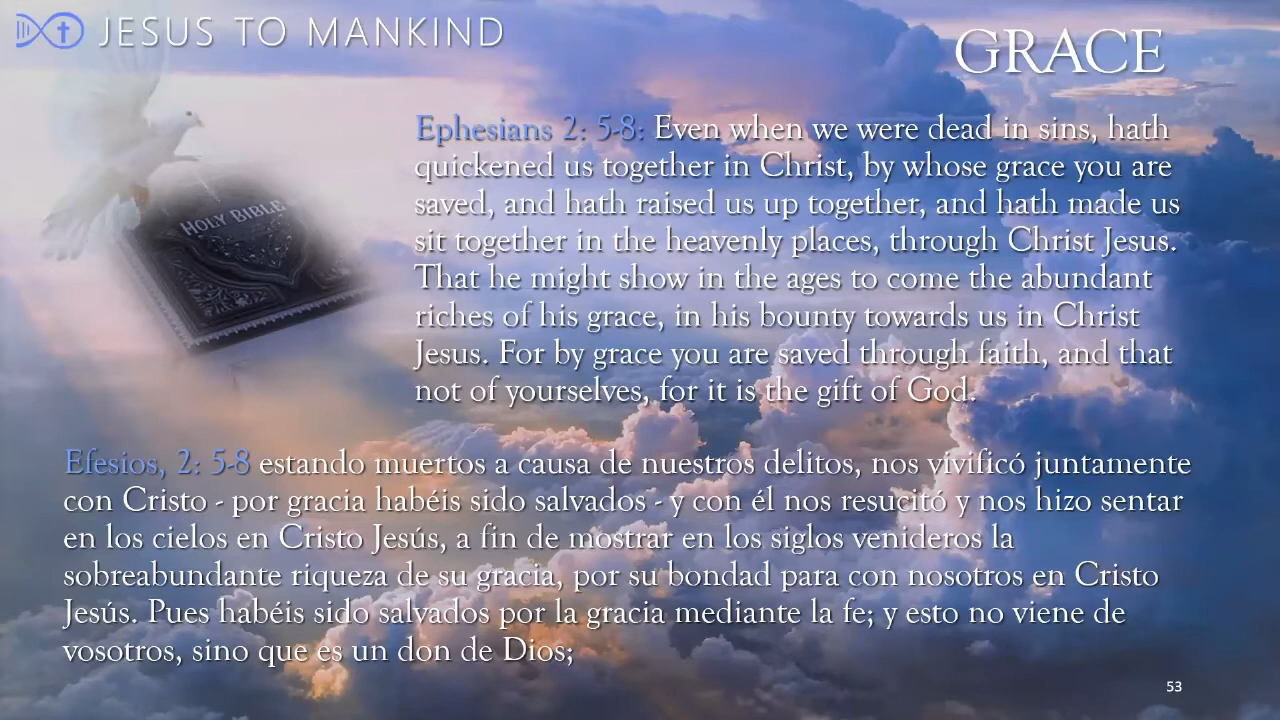 JESUS TO MANKIND
GRACE
HOLY BIBLE
Ephesians 2: 5-8: Even when we were dead in sins, hath
quickened us together in Christ, by whose grace you are
saved, and hath raised us up together, and hath made us
sit together in the heavenly places, through Christ Jesus.
That he might show in the ages to come the abundant
riches of his grace, in his bounty towards us in Christ
Jesus. For by grace you are saved through faith, and that
not of yourselves, for it is the gift of God.
Efesios, 2: 5-8 estando muertos a causa de nuestros delitos, nos vivificó juntamente
con Cristo - por gracia habéis sido salvados - y con él nos resucitó y nos hizo sentar
en los cielos en Cristo Jesús, a fin de mostrar en los siglos venideros la
sobreabundante riqueza de su gracia, por su bondad para con nosotros en Cristo
Jesús. Pues habéis sido salvados por la gracia mediante la fe; y esto no viene de
vosotros, sino que es un don de Dios;
53